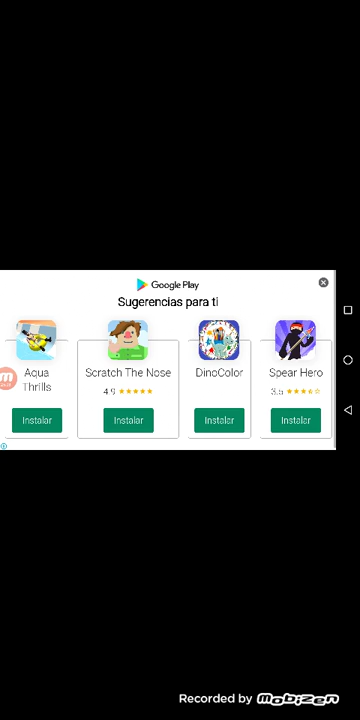 Google Play
Sugerencias para ti
Aqua Thrills
Scratch The Nose
DinoColor
Spear Hero
4.9
3.5
Instalar
Instalar
Instalar
Instalar
Recorded by Mobizen